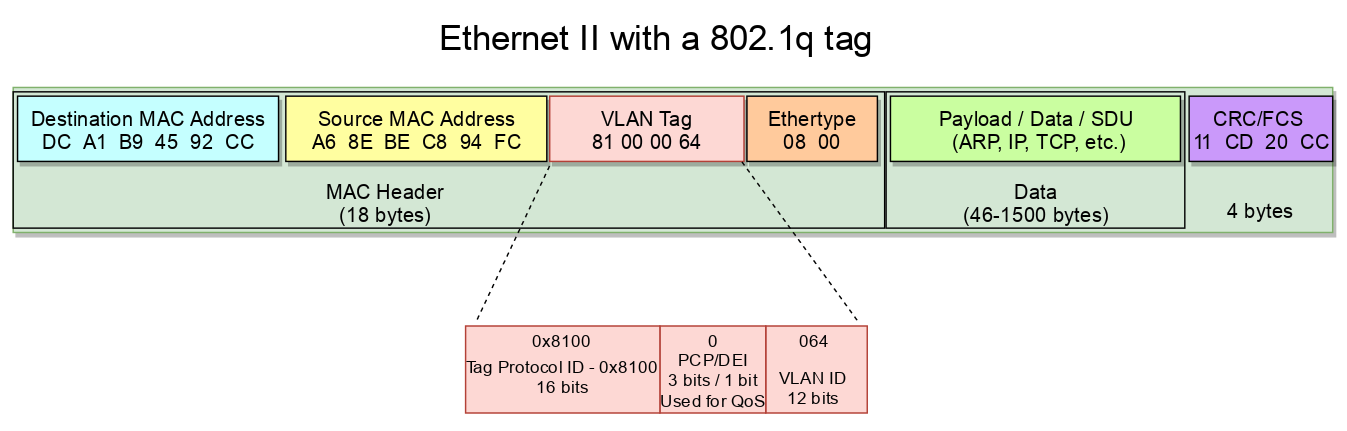 Ethernet II with a 802.1q tag
Destination MAC Address
DC A1 B9 45 92 CC
Source MAC Address
A6 8E BE C8 94 FC
VLAN Tag
81 00 00 64
Ethertype
08 00
Payload / Data / SDU
(ARP, IP, TCP, etc.)
CRC/FCS
11 CD 20 CC
MAC Header
(18 bytes)
Data
(46-1500 bytes)
4 bytes
0x8100
Tag Protocol ID - 0x8100
16 bits
0
PCP/DEI
3 bits / 1 bit
Used for QoS
064
VLAN ID
12 bits